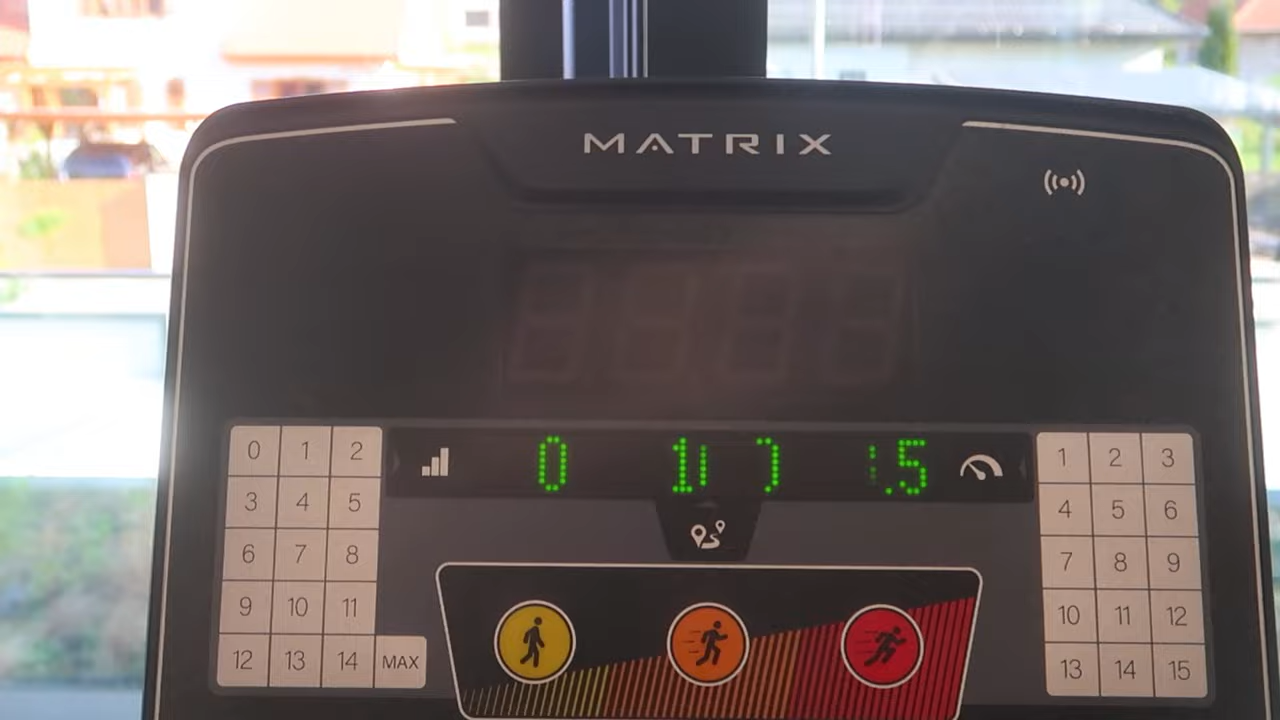 MATRIX
0 1 2
3 4 5
6 7 8
9 10 11
12 13 14 MAX
0
.5
1 2 3
4 5 6
7 8 9
10 11 12
13 14 15